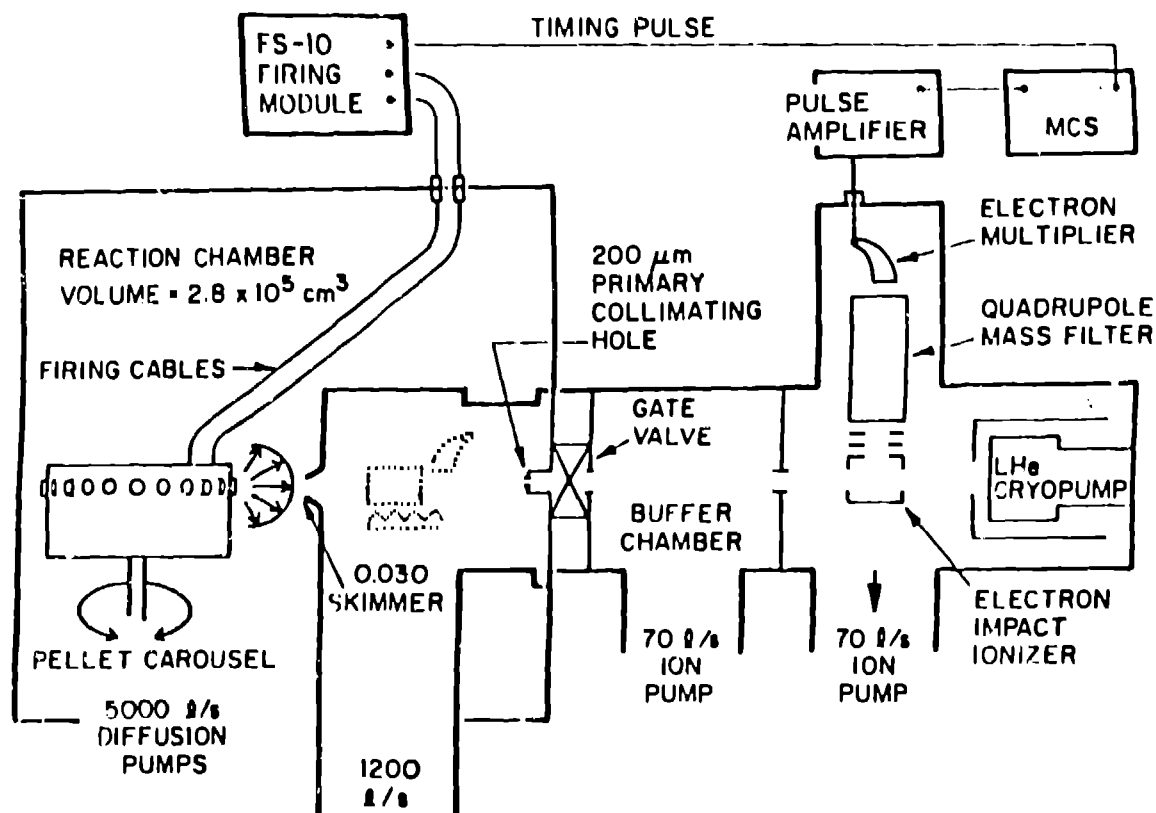 FS-10
FIRING
MODULE
TIMING PULSE
PULSE
AMPLIFIER
MCS
ELECTRON
MULTIPLIER
REACTION CHAMBER
VOLUME = 2.8 x 10⁵ cm³
200 μm
PRIMARY
COLLIMATING
HOLE
QUADRUPOLE
MASS FILTER
FIRING CABLES
GATE
VALVE
LHe
CRYOPUMP
BUFFER
CHAMBER
0.030
SKIMMER
PELLET CAROUSEL
ELECTRON
IMPACT
IONIZER
70 ℓ/s
ION
PUMP
70 ℓ/s
ION
PUMP
5000 ℓ/s
DIFFUSION
PUMPS
1200
ℓ/s